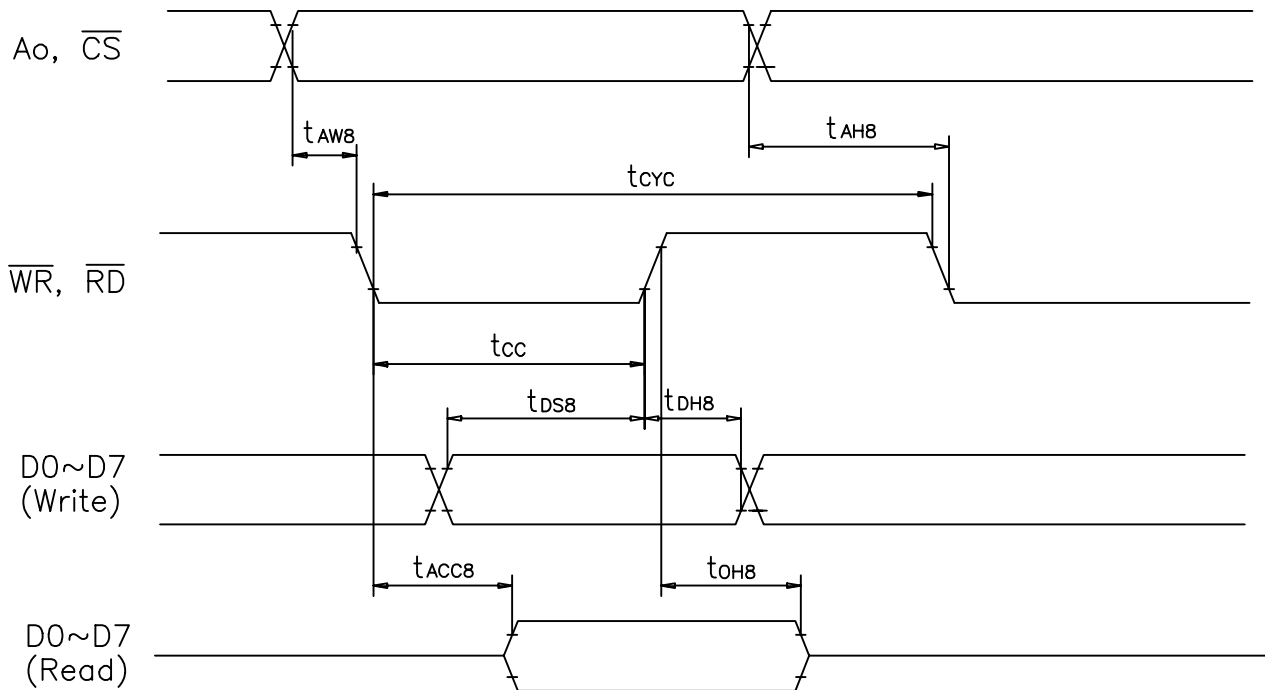 Ao, CS
tAW8
tAH8
tCYC
WR, RD
tCC
tDS8
tDH8
D0~D7
(Write)
tACC8
tOH8
D0~D7
(Read)